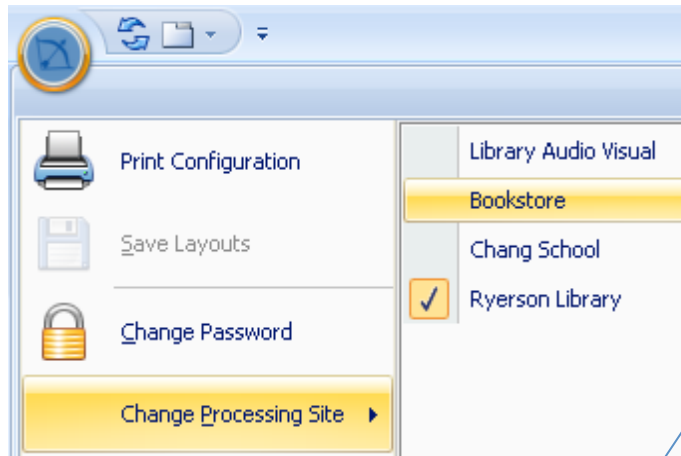 Print Configuration
Save Layouts
Change Password
Change Processing Site
Library Audio Visual
Bookstore
Chang School
Ryerson Library